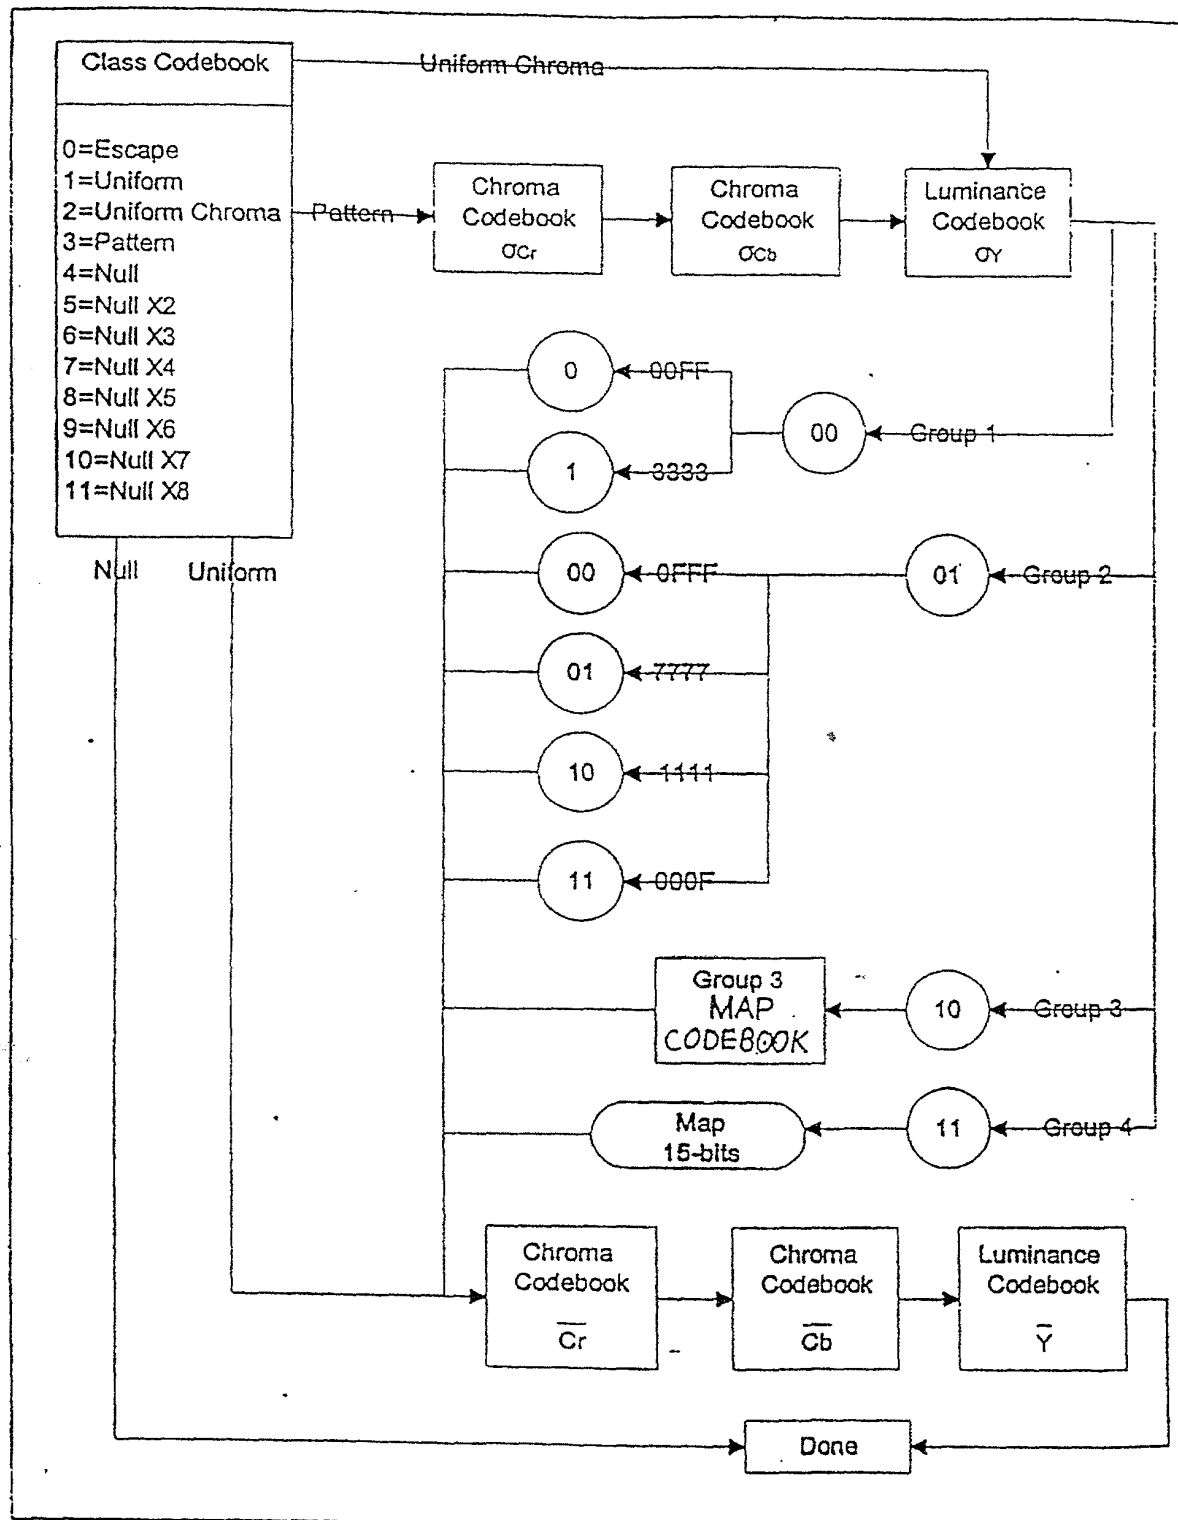 Class Codebook
Uniform Chroma
0=Escape
1=Uniform
2=Uniform Chroma
3=Pattern
4=Null
5=Null X2
6=Null X3
7=Null X4
8=Null X5
9=Null X6
10=Null X7
11=Null X8
Pattern
Chroma
Codebook
σCr
Chroma
Codebook
σCb
Luminance
Codebook
σY
0
00FF
00
Group 1
1
3333
Null
Uniform
00
0FFF
01
Group 2
01
7777
10
1111
11
000F
Group 3
MAP
CODEBOOK
10
Group 3
Map
15-bits
11
Group 4
Chroma
Codebook
C̅r̅
Chroma
Codebook
C̅b̅
Luminance
Codebook
Y̅
Done